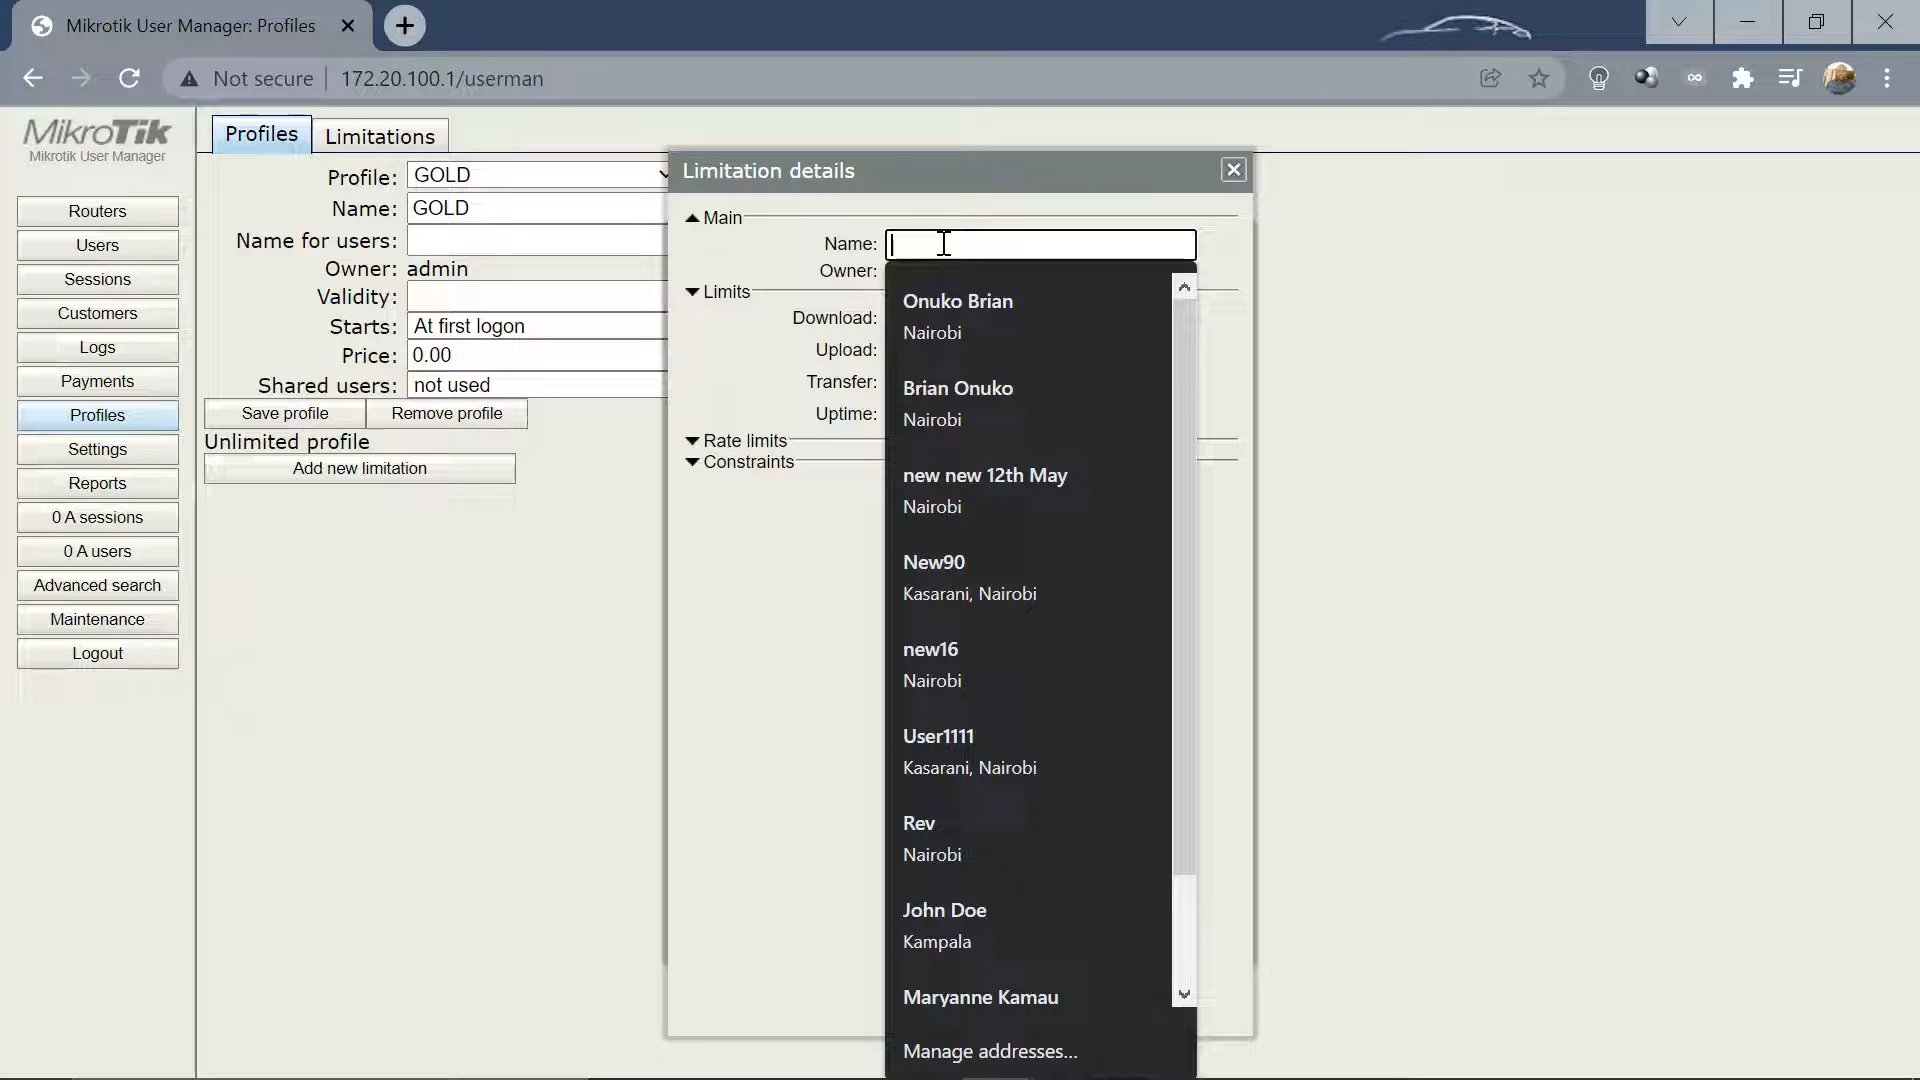 Mikrotik User Manager: Profiles
Not secure
172.20.100.1/userman
MikroTik
Mikrotik User Manager
Routers
Users
Sessions
Customers
Logs
Payments
Profiles
Settings
Reports
0 A sessions
0 A users
Advanced search
Maintenance
Logout
Profiles
Limitations
Profile: GOLD
Name: GOLD
Name for users:
Owner: admin
Validity:
Starts: At first logon
Price: 0.00
Shared users: not used
Save profile
Remove profile
Unlimited profile
Add new limitation
Limitation details
Main
Name:
Owner:
Limits
Download:
Upload:
Transfer:
Uptime:
Rate limits
Constraints
Onuko Brian
Nairobi
Brian Onuko
Nairobi
new new 12th May
Nairobi
New90
Kasarani, Nairobi
new16
Nairobi
User1111
Kasarani, Nairobi
Rev
Nairobi
John Doe
Kampala
Maryanne Kamau
Manage addresses...